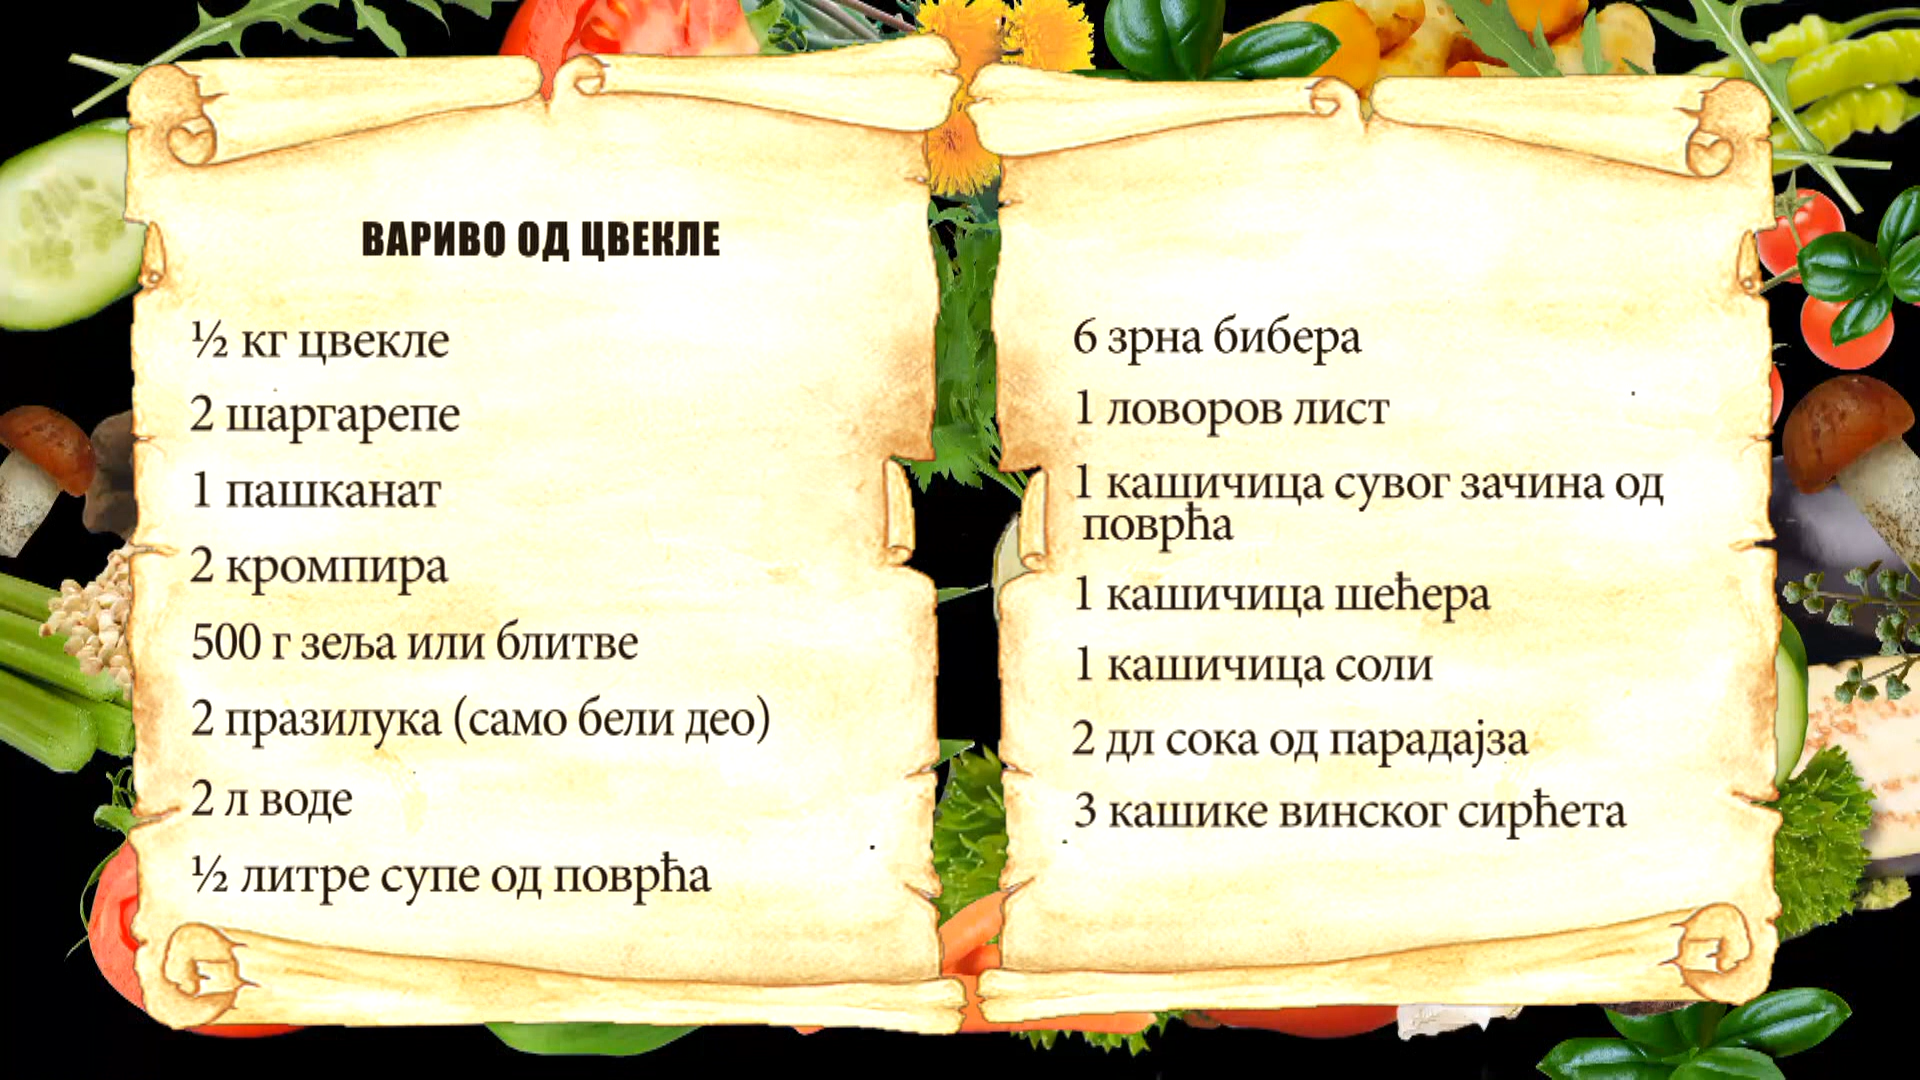 ВАРИВО ОД ЦВЕКЛЕ
½ кг цвекле
2 шаргарепе
1 пашканат
2 кромпира
500 г зеља или блитве
2 празилука (само бели део)
2 л воде
½ литре супе од поврћа
6 зрна бибера
1 ловоров лист
1 кашичица сувог зачина од
поврћа
1 кашичица шећера
1 кашичица соли
2 дл сока од парадајза
3 кашике винског сирћета